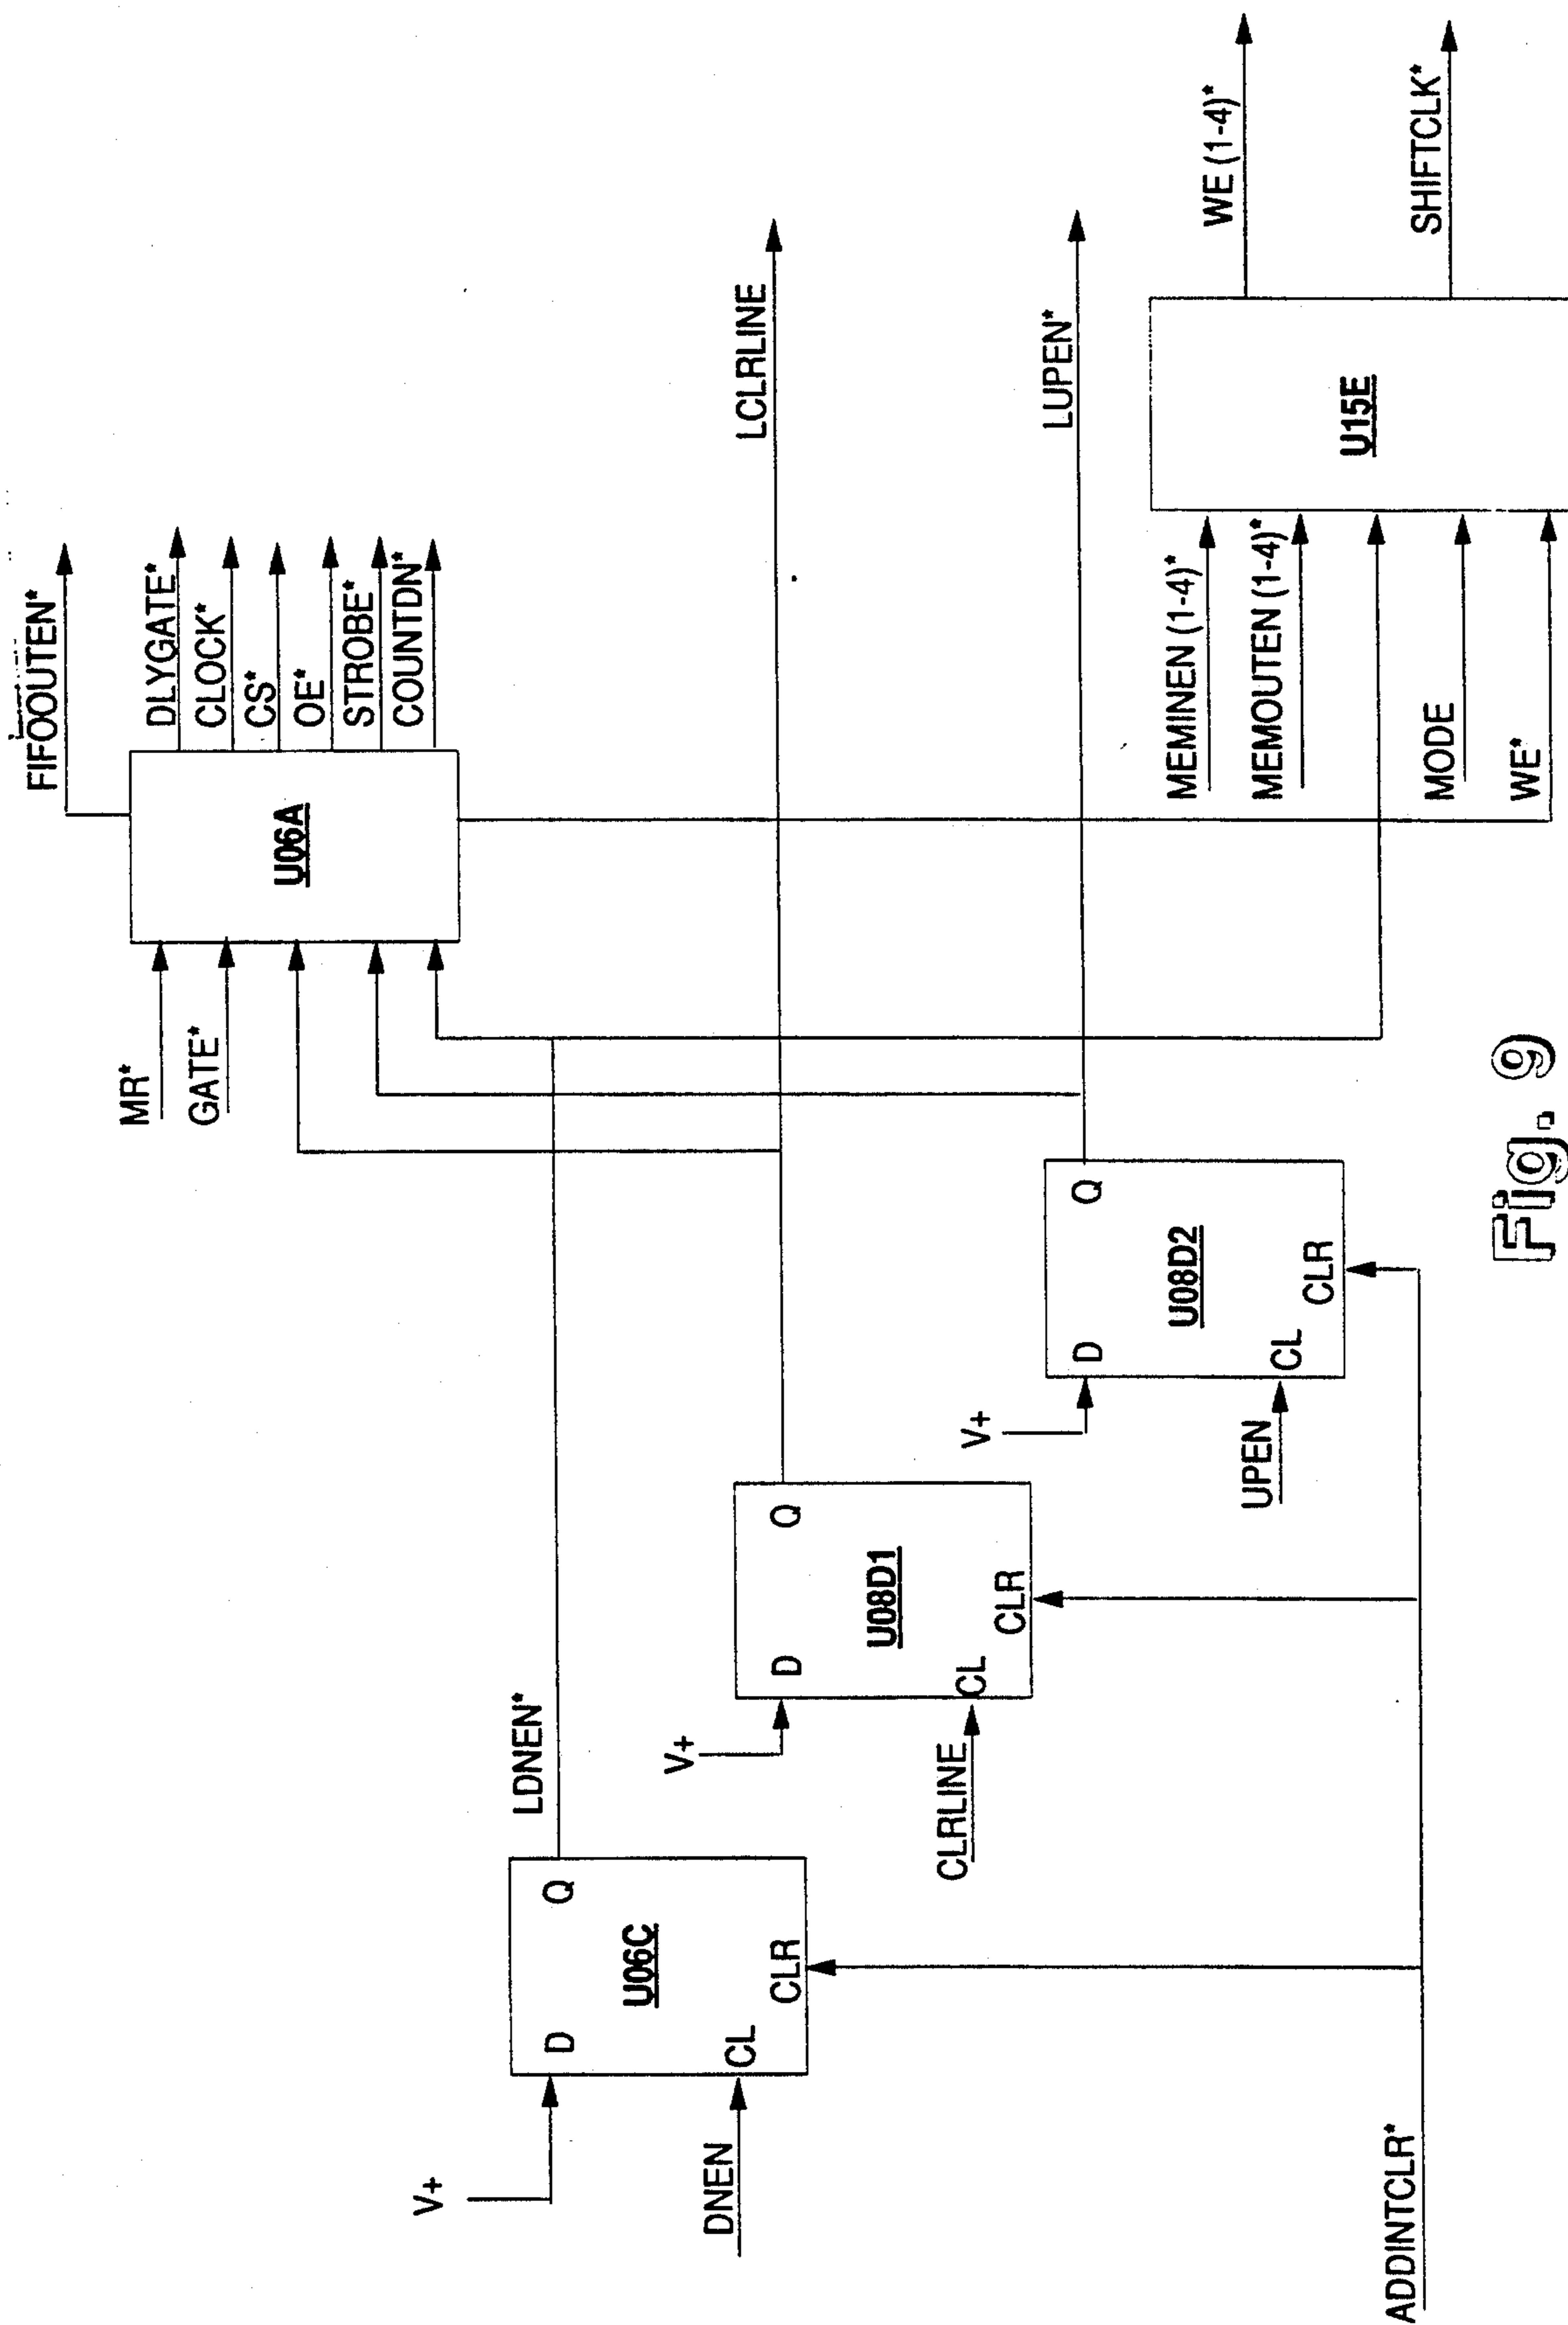 FIFOOUTEN*
DLYGATE*
CLOCK*
CS*
OE*
STROBE*
COUNTDN*
U06A
MR*
GATE*
LCLRLINE
LUPEN*
WE (1-4)*
SHIFTCLK*
U15E
MEMINEN (1-4)*
MEMOUTEN (1-4)*
MODE
WE*
LDNEN*
V+
D
Q
U06C
CL
CLR
DNEN
V+
D
Q
U08D1
CL
CLR
CLRLINE
V+
D
Q
U08D2
CL
CLR
UPEN
ADDINTCLR*
Fig. 9